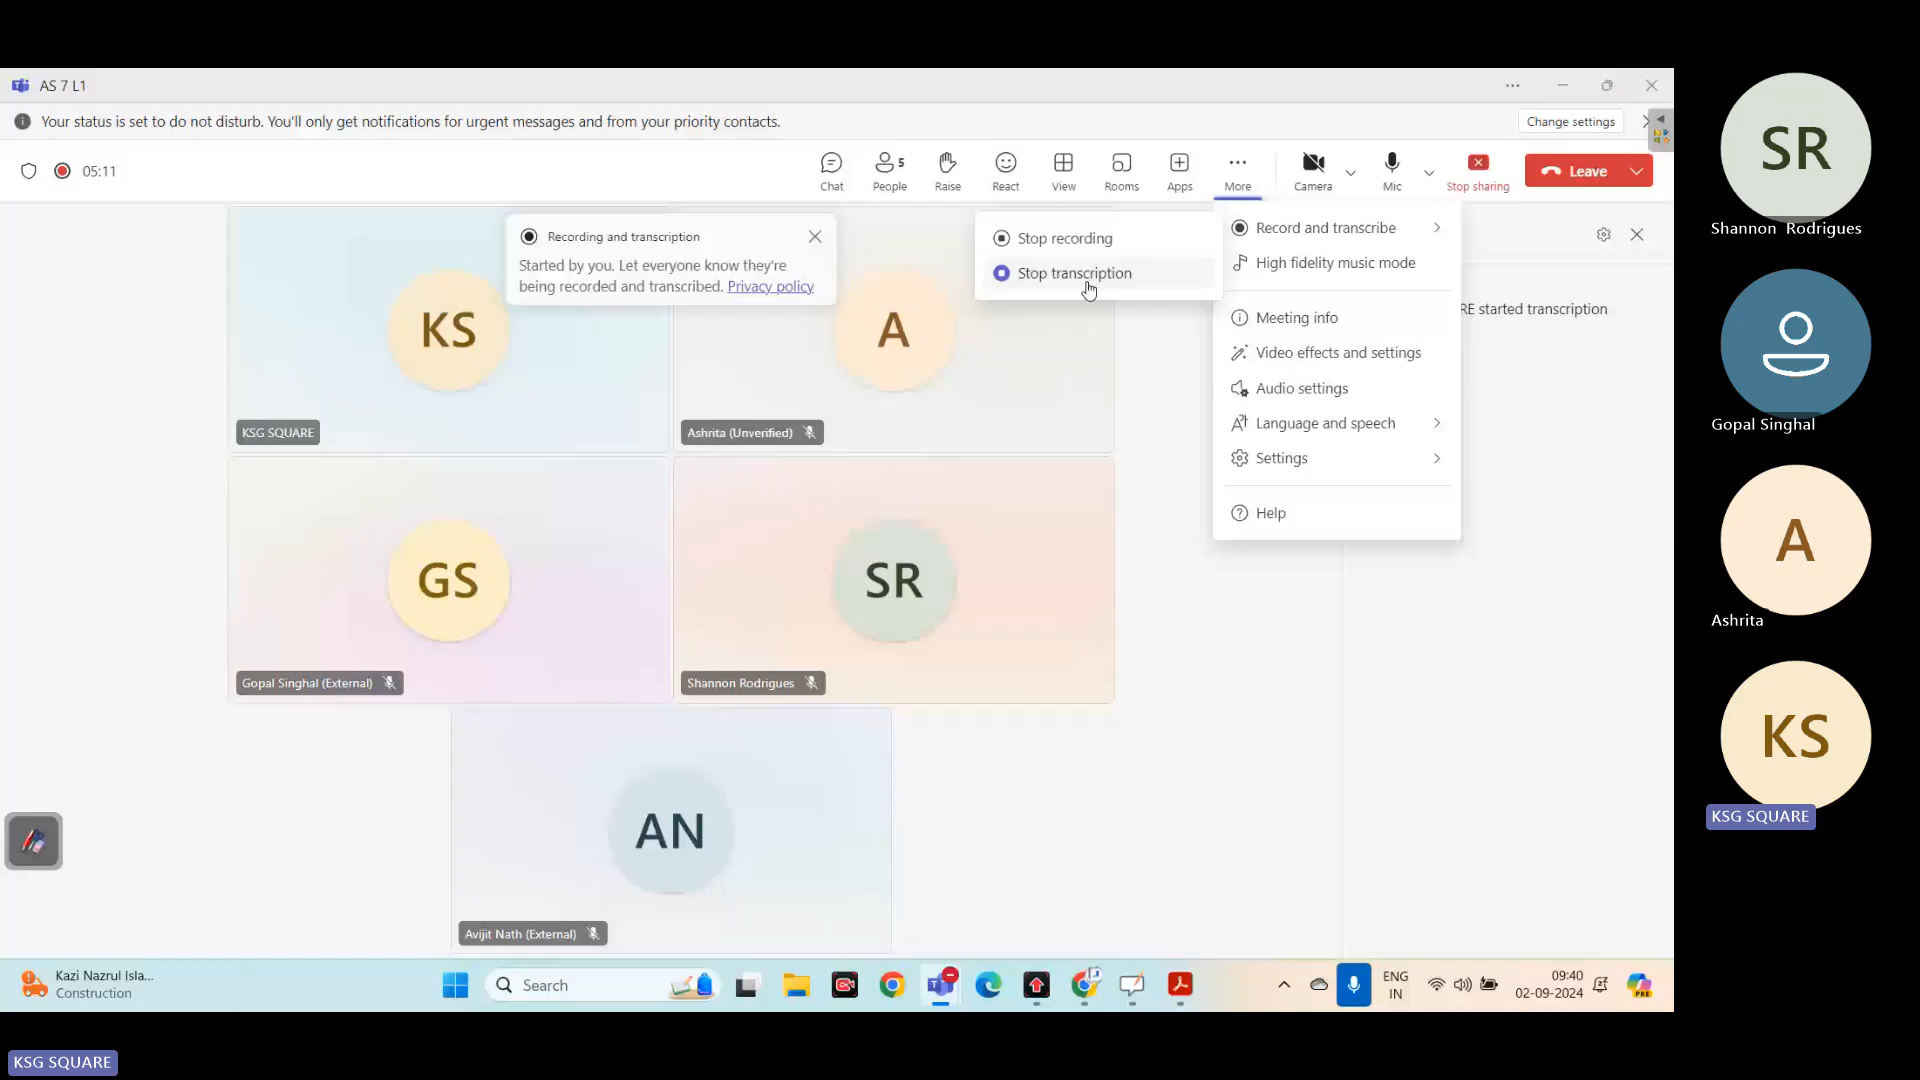 AS 7 L1
Your status is set to do not disturb. You'll only get notifications for urgent messages and from your priority contacts.
Change settings
05:11
Chat
5
People
Raise
React
View
Rooms
Apps
More
Camera
Mic
Stop sharing
Leave
Recording and transcription
Started by you. Let everyone know they're
being recorded and transcribed. Privacy policy
Stop recording
Stop transcription
Record and transcribe
High fidelity music mode
Meeting info
Video effects and settings
Audio settings
Language and speech
Settings
Help
RE started transcription
KS
KSG SQUARE
A
Ashrita (Unverified)
GS
Gopal Singhal (External)
SR
Shannon Rodrigues
AN
Avijit Nath (External)
SR
Shannon Rodrigues
Gopal Singhal
A
Ashrita
KS
KSG SQUARE
Kazi Nazrul Isla...
Construction
Search
PRE
ENG
IN
09:40
02-09-2024
KSG SQUARE